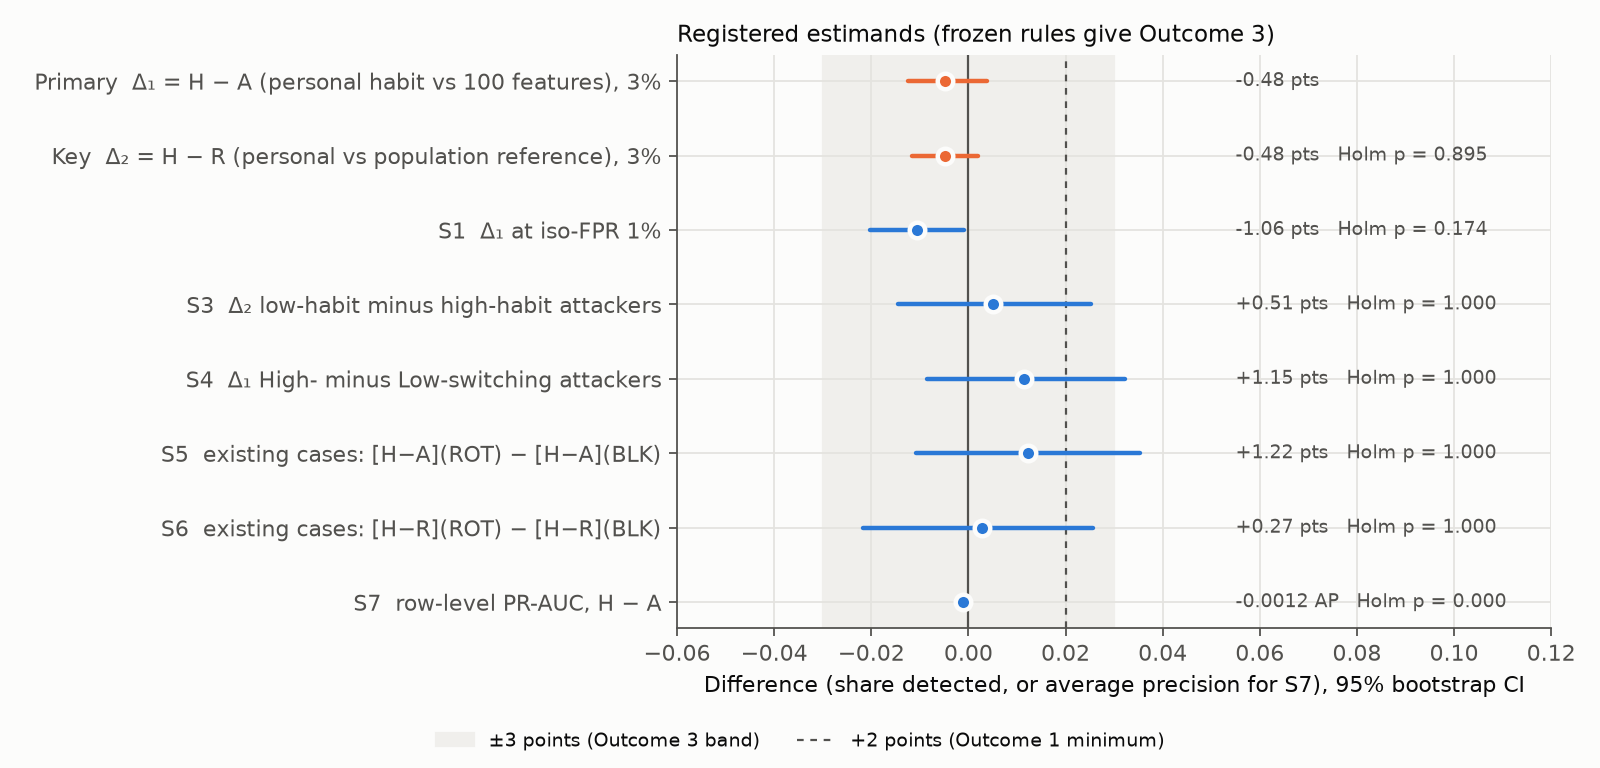 Registered estimands (frozen rules give Outcome 3)
Primary  Δ₁ = H − A (personal habit vs 100 features), 3%
-0.48 pts
Key  Δ₂ = H − R (personal vs population reference), 3%
-0.48 pts   Holm p = 0.895
S1  Δ₁ at iso-FPR 1%
-1.06 pts   Holm p = 0.174
S3  Δ₂ low-habit minus high-habit attackers
+0.51 pts   Holm p = 1.000
S4  Δ₁ High- minus Low-switching attackers
+1.15 pts   Holm p = 1.000
S5  existing cases: [H−A](ROT) − [H−A](BLK)
+1.22 pts   Holm p = 1.000
S6  existing cases: [H−R](ROT) − [H−R](BLK)
+0.27 pts   Holm p = 1.000
S7  row-level PR-AUC, H − A
-0.0012 AP   Holm p = 0.000
−0.06 −0.04 −0.02 0.00 0.02 0.04 0.06 0.08 0.10 0.12
Difference (share detected, or average precision for S7), 95% bootstrap CI
±3 points (Outcome 3 band)
+2 points (Outcome 1 minimum)